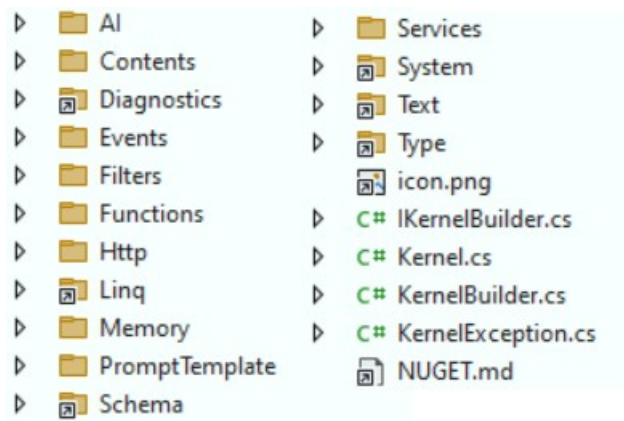 AI
Contents
Diagnostics
Events
Filters
Functions
Http
Linq
Memory
PromptTemplate
Schema
Services
System
Text
Type
icon.png
C# IKernelBuilder.cs
C# Kernel.cs
C# KernelBuilder.cs
C# KernelException.cs
NUGET.md